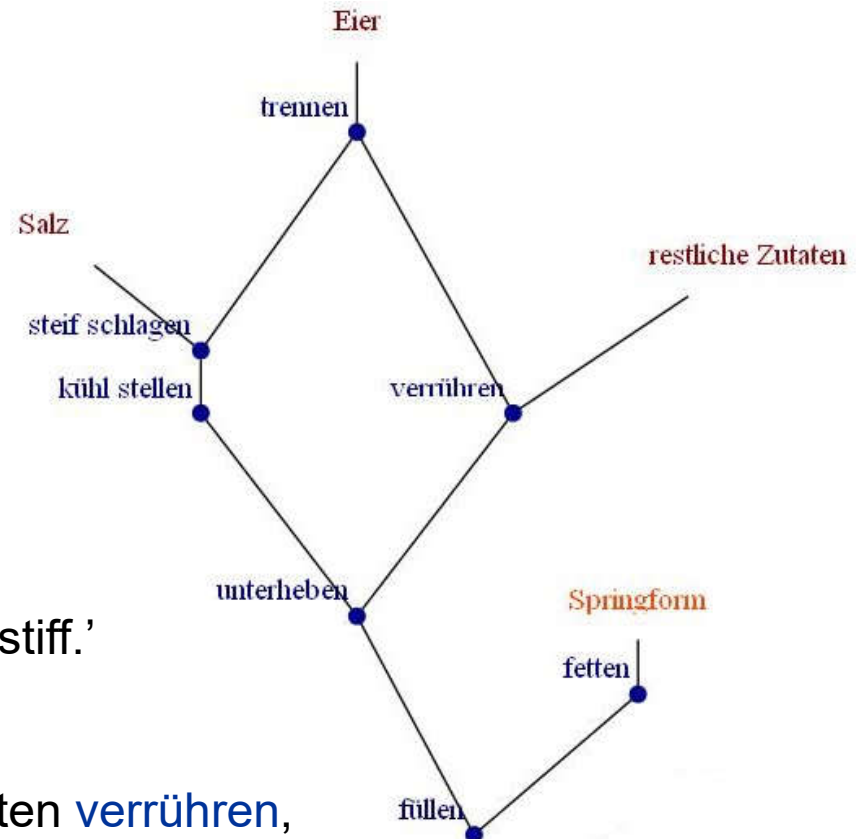 Eier
trennen
Salz
restliche Zutaten
steif schlagen
kühl stellen
verrühren
unterheben
Springform
stiff.’
fetten
füllen
ten verrühren,